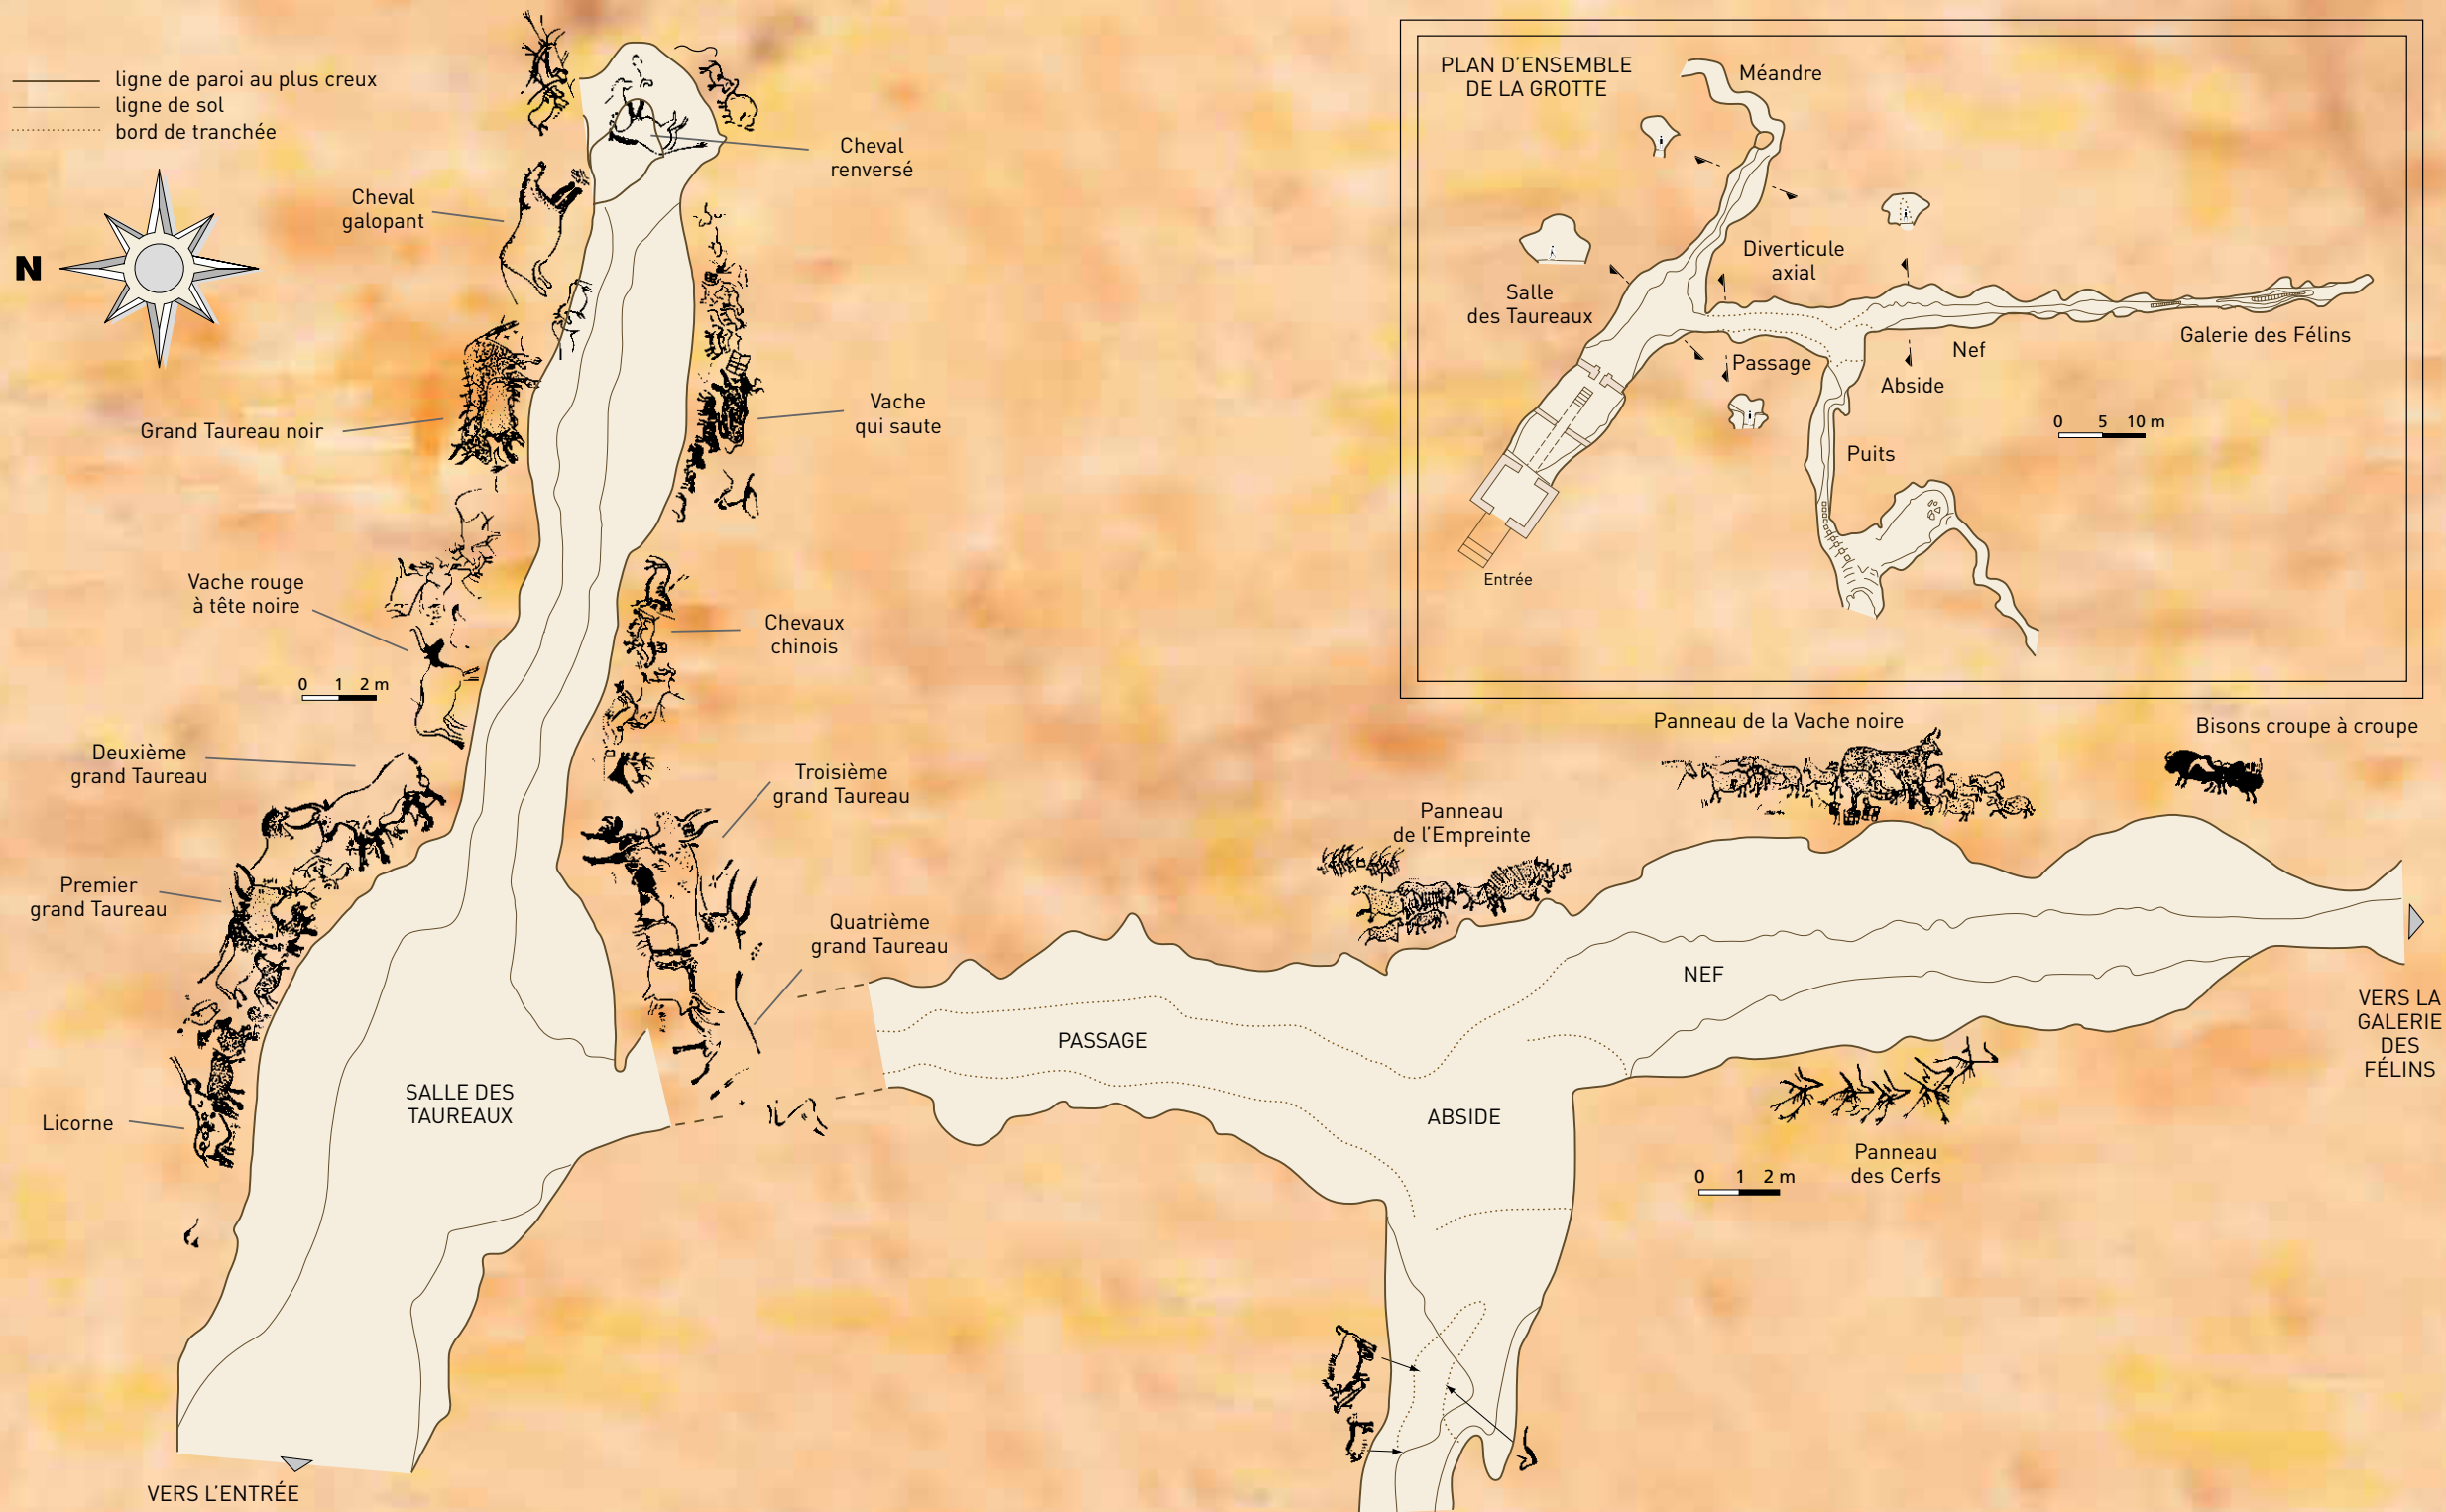 ligne de paroi au plus creux
ligne de sol
bord de tranchée
N
Cheval
renversé
Cheval
galopant
Grand Taureau noir
Vache
qui saute
Vache rouge
à tête noire
Chevaux
chinois
0 1 2 m
Deuxième
grand Taureau
Troisième
grand Taureau
Premier
grand Taureau
Quatrième
grand Taureau
Licorne
SALLE DES
TAUREAUX
VERS L'ENTRÉE
PLAN D'ENSEMBLE
DE LA GROTTE
Méandre
Diverticule
axial
Salle
des Taureaux
Passage
Nef
Galerie des Félins
Abside
0 5 10 m
Puits
Entrée
Panneau de la Vache noire
Bisons croupe à croupe
Panneau
de l'Empreinte
NEF
PASSAGE
ABSIDE
VERS LA
GALERIE
DES
FÉLINS
Panneau
des Cerfs
0 1 2 m